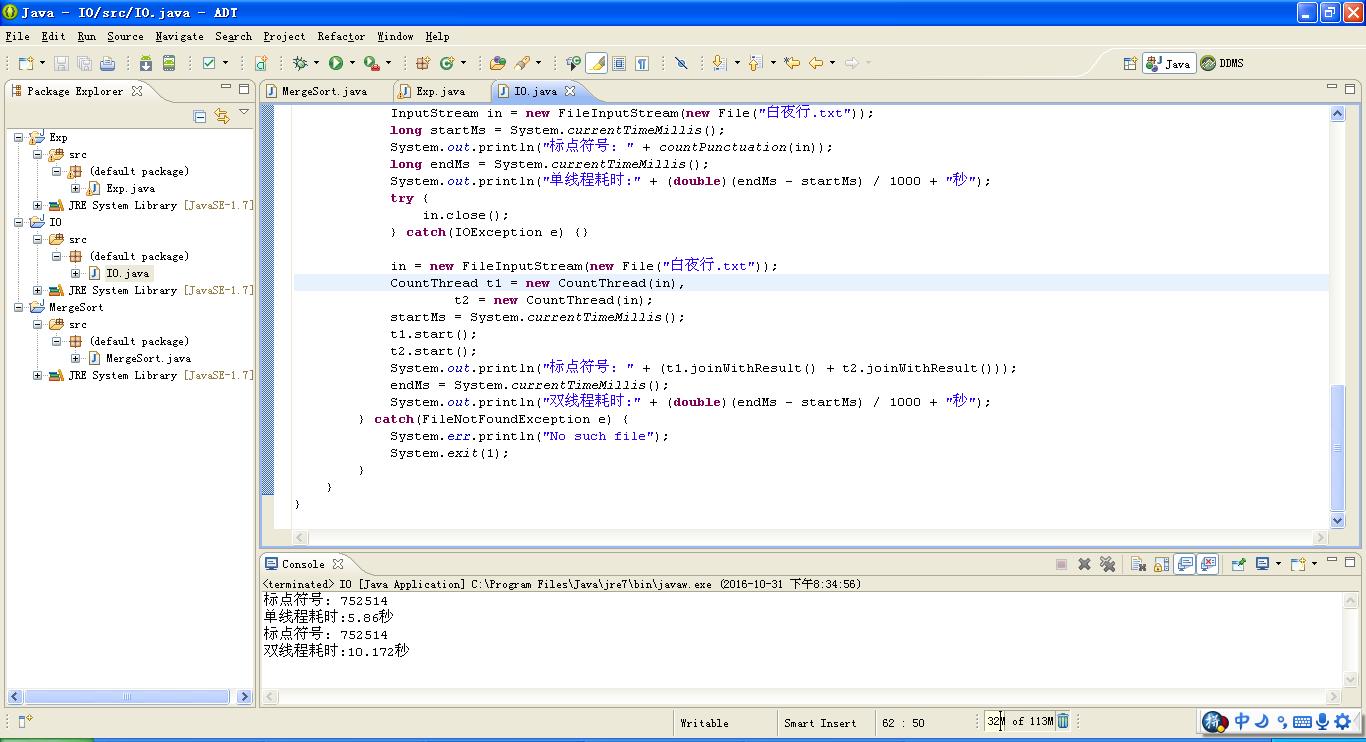 Java - IO/src/IO.java - ADT
File Edit Run Source Navigate Search Project Refactor Window Help
Java DDMS
Package Explorer
MergeSort.java Exp.java IO.java
Exp
src
(default package)
Exp.java
JRE System Library [JavaSE-1.7]
IO
src
(default package)
IO.java
JRE System Library [JavaSE-1.7]
MergeSort
src
(default package)
MergeSort.java
JRE System Library [JavaSE-1.7]
InputStream in = new FileInputStream(new File("白夜行.txt"));
long startMs = System.currentTimeMillis();
System.out.println("标点符号: " + countPunctuation(in));
long endMs = System.currentTimeMillis();
System.out.println("单线程耗时:" + (double)(endMs - startMs) / 1000 + "秒");
try {
in.close();
} catch(IOException e) {}
in = new FileInputStream(new File("白夜行.txt"));
CountThread t1 = new CountThread(in),
t2 = new CountThread(in);
startMs = System.currentTimeMillis();
t1.start();
t2.start();
System.out.println("标点符号: " + (t1.joinWithResult() + t2.joinWithResult()));
endMs = System.currentTimeMillis();
System.out.println("双线程耗时:" + (double)(endMs - startMs) / 1000 + "秒");
} catch(FileNotFoundException e) {
System.err.println("No such file");
System.exit(1);
}
}
}
Console
<terminated> IO [Java Application] C:\Program Files\Java\jre7\bin\javaw.exe (2016-10-31 下午8:34:56)
标点符号: 752514
单线程耗时:5.86秒
标点符号: 752514
双线程耗时:10.172秒
Writable Smart Insert 62 : 50 32M of 113M 拼 中